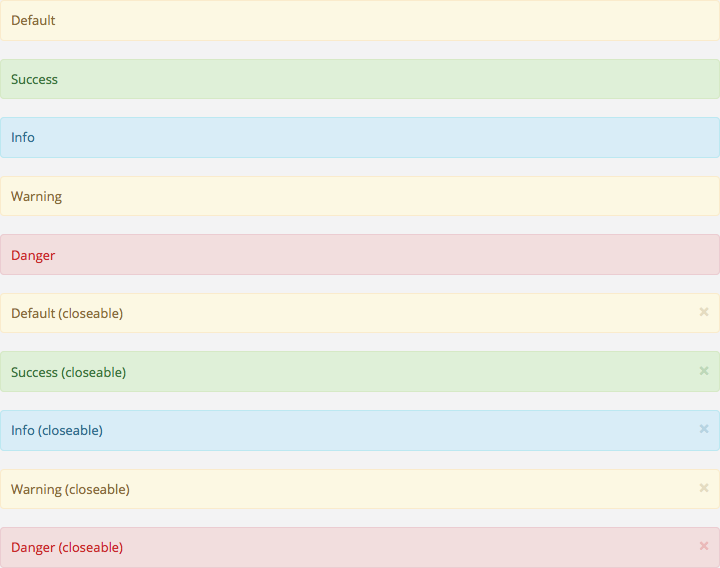 Default
Success
Info
Warning
Danger
Default (closeable)
Success (closeable)
Info (closeable)
Warning (closeable)
Danger (closeable)